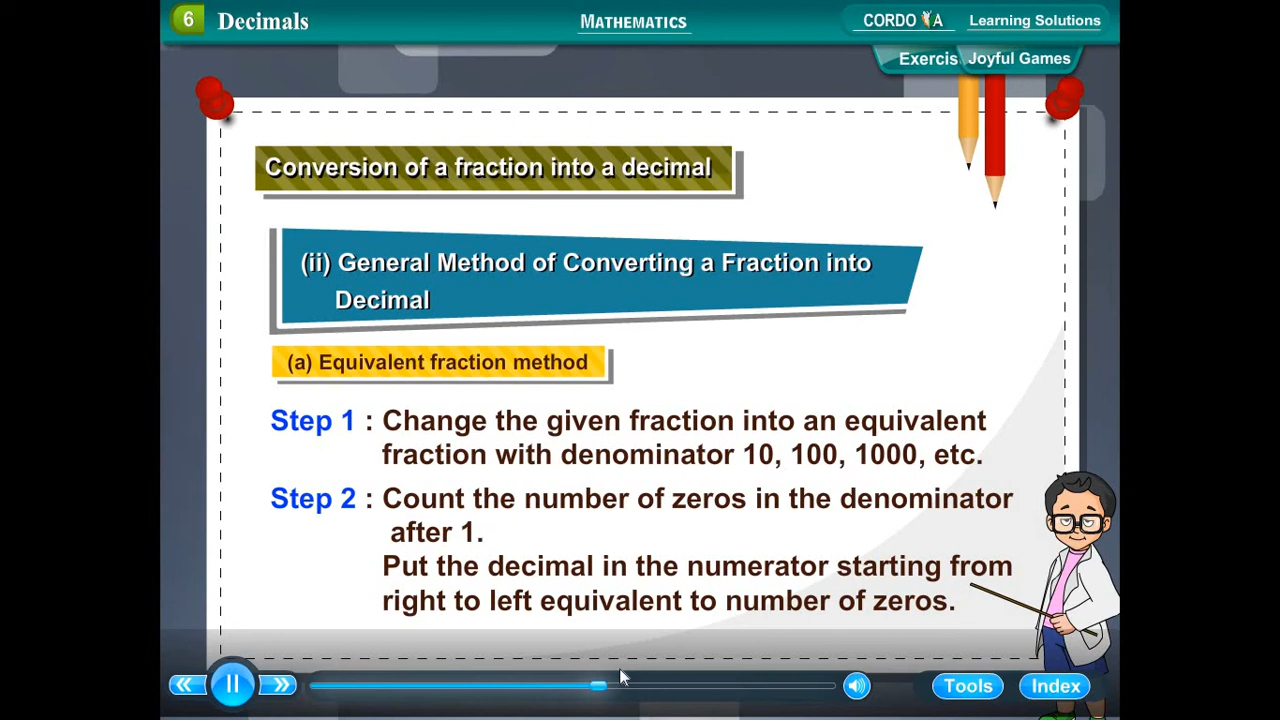 6 Decimals
MATHEMATICS
CORDO A Learning Solutions
Exercis Joyful Games
Conversion of a fraction into a decimal
(ii) General Method of Converting a Fraction into
Decimal
(a) Equivalent fraction method
Step 1 : Change the given fraction into an equivalent
fraction with denominator 10, 100, 1000, etc.
Step 2 : Count the number of zeros in the denominator
after 1.
Put the decimal in the numerator starting from
right to left equivalent to number of zeros.
Tools Index